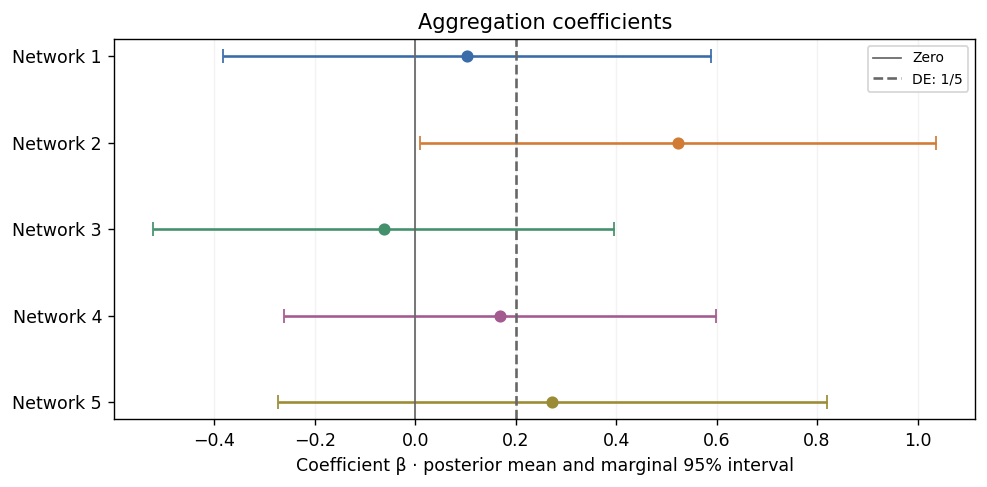 Aggregation coefficients
Network 1
Network 2
Network 3
Network 4
Network 5
Zero
DE: 1/5
−0.4 −0.2 0.0 0.2 0.4 0.6 0.8 1.0
Coefficient β · posterior mean and marginal 95% interval